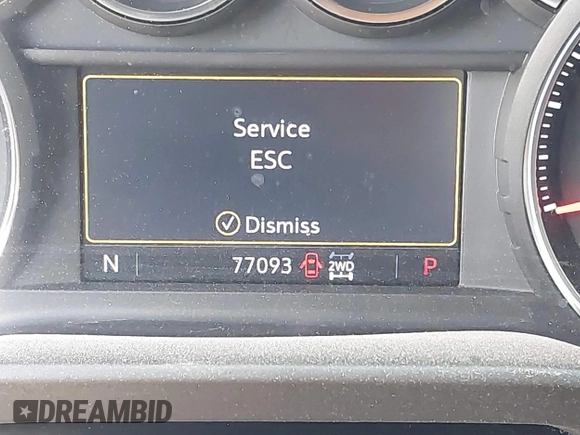 Service
ESC
Dismiss
N 77093 2WD P
DREAMBID